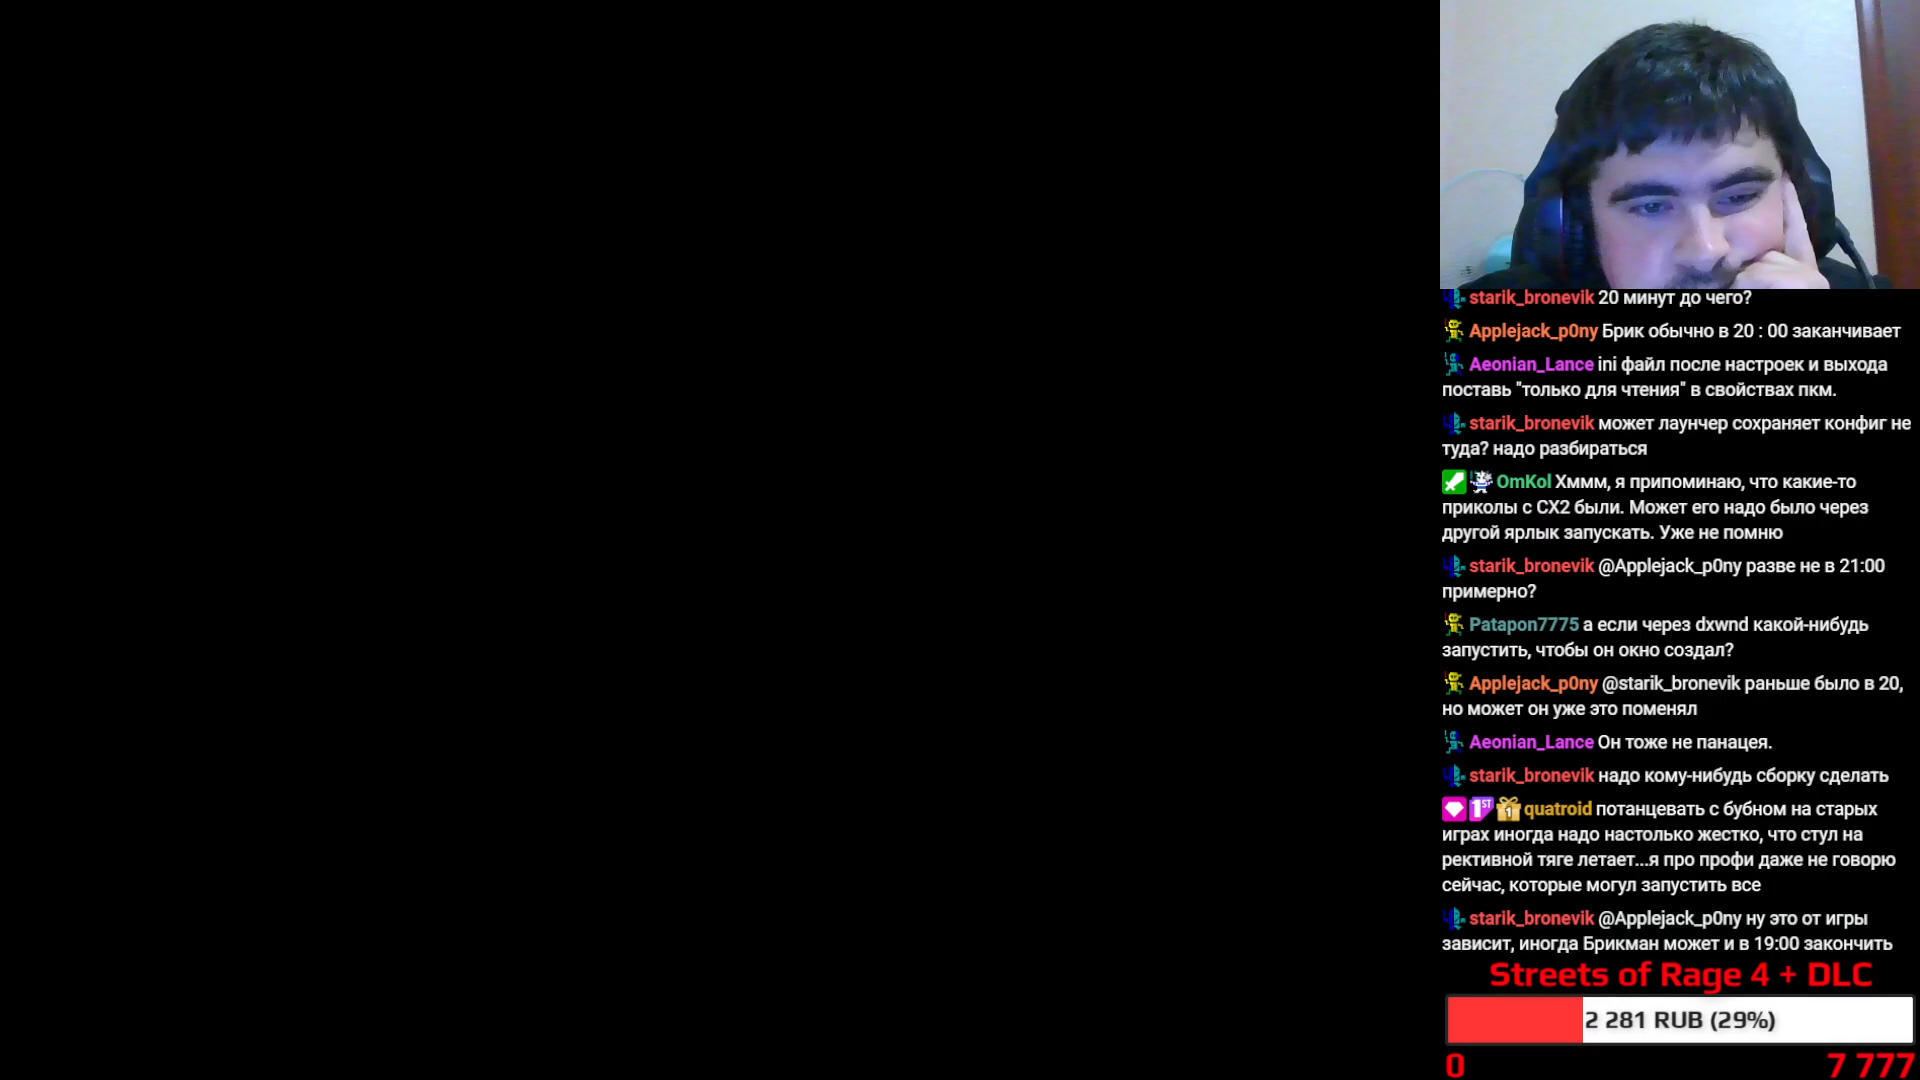 starik_bronevik 20 минут до чего?
Applejack_p0ny Брик обычно в 20 : 00 заканчивает
Aeonian_Lance ini файл после настроек и выхода
поставь "только для чтения" в свойствах пкм.
starik_bronevik может лаунчер сохраняет конфиг не
туда? надо разбираться
OmKol Хммм, я припоминаю, что какие-то
приколы с CX2 были. Может его надо было через
другой ярлык запускать. Уже не помню
starik_bronevik @Applejack_p0ny разве не в 21:00
примерно?
Patapon7775 а если через dxwnd какой-нибудь
запустить, чтобы он окно создал?
Applejack_p0ny @starik_bronevik раньше было в 20,
но может он уже это поменял
Aeonian_Lance Он тоже не панацея.
starik_bronevik надо кому-нибудь сборку сделать
1ST 1 quatroid потанцевать с бубном на старых
играх иногда надо настолько жестко, что стул на
рективной тяге летает...я про профи даже не говорю
сейчас, которые могул запустить все
starik_bronevik @Applejack_p0ny ну это от игры
зависит, иногда Брикман может и в 19:00 закончить
Streets of Rage 4 + DLC
2 281 RUB (29%)
0 7 777